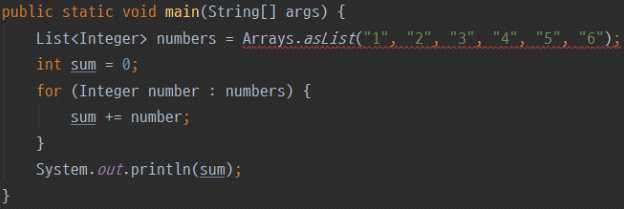 public static void main(String[] args) {
    List<Integer> numbers = Arrays.asList("1", "2", "3", "4", "5", "6");
    int sum = 0;
    for (Integer number : numbers) {
        sum += number;
    }
    System.out.println(sum);
}